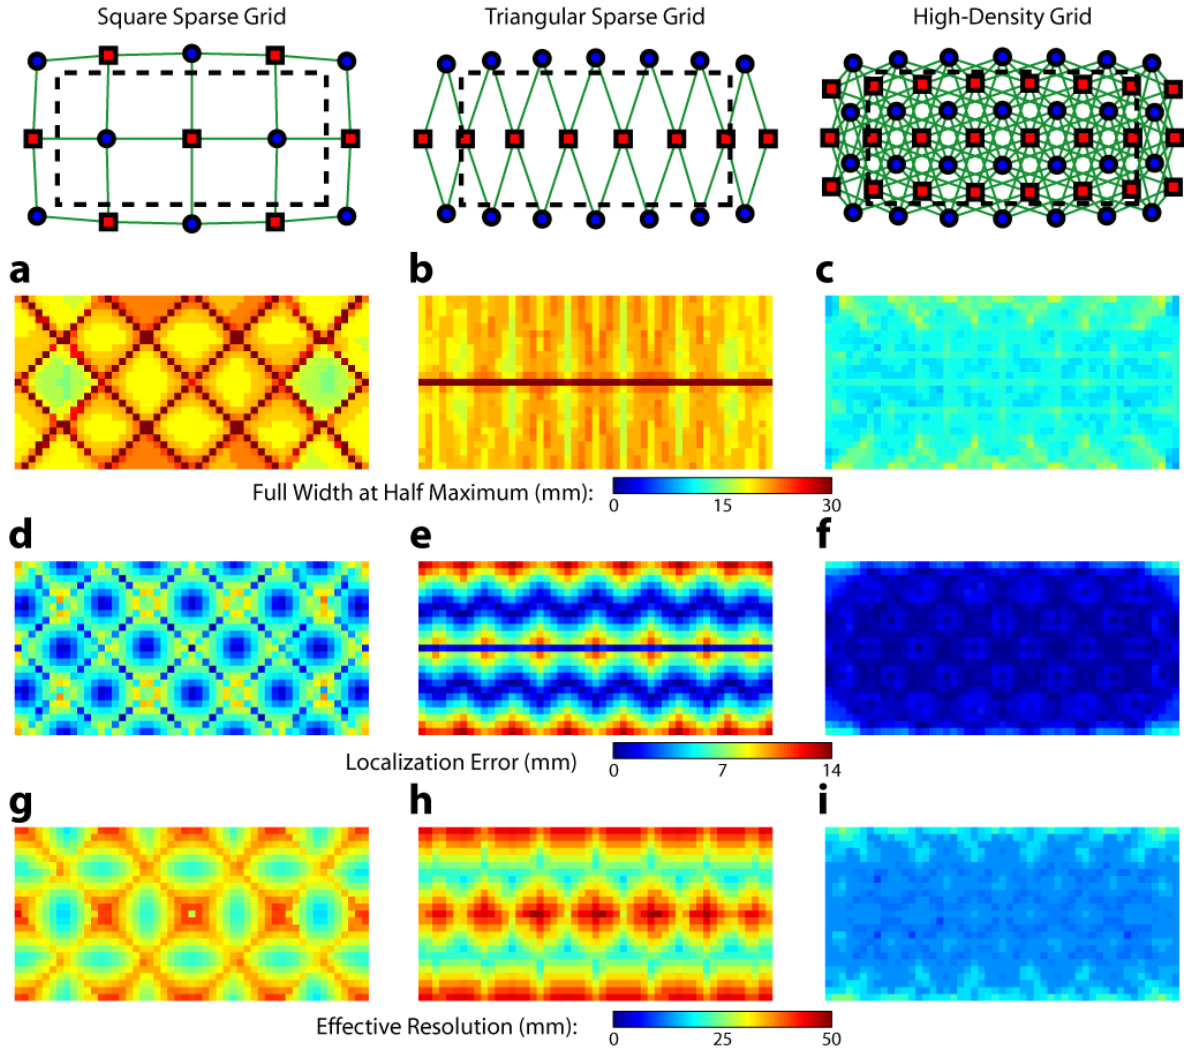 Square Sparse Grid
Triangular Sparse Grid
High-Density Grid
a
b
c
Full Width at Half Maximum (mm):
0
15
30
d
e
f
Localization Error (mm)
0
7
14
g
h
i
Effective Resolution (mm):
0
25
50